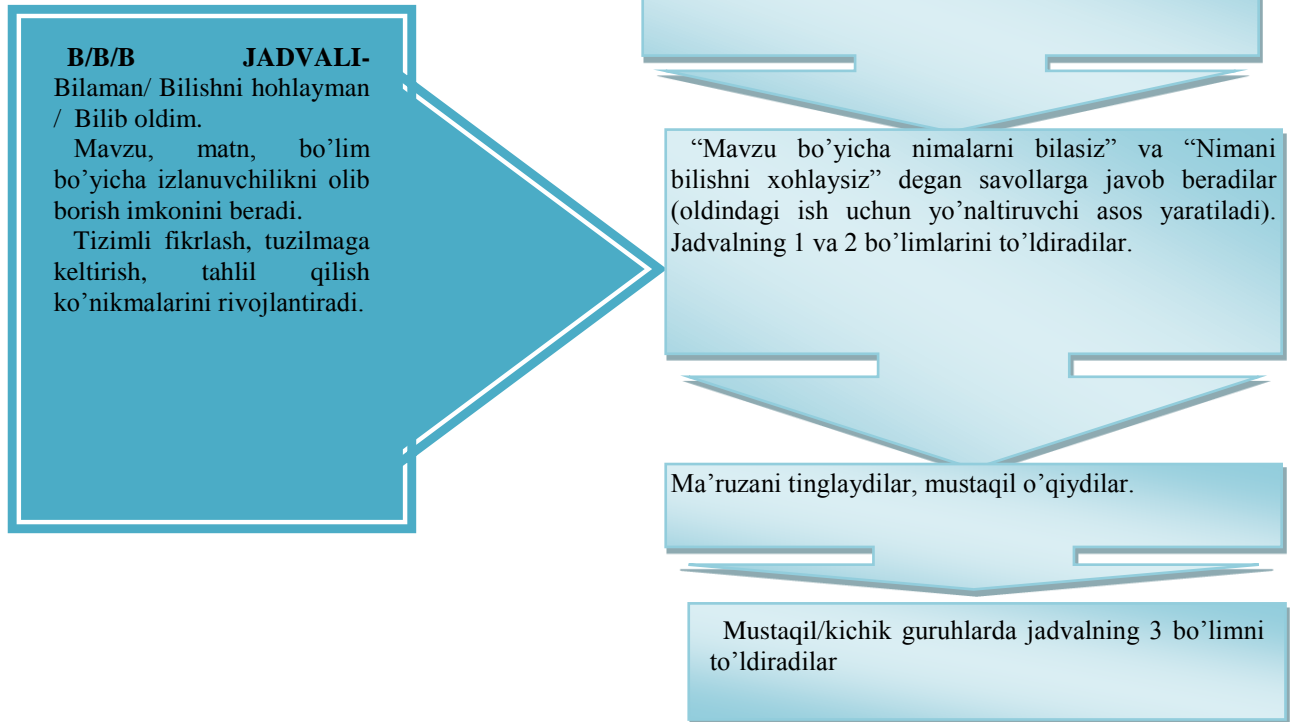 B/B/B JADVALI-
Bilaman/ Bilishni hohlayman
/ Bilib oldim.
Mavzu, matn, bo’lim
bo’yicha izlanuvchilikni olib
borish imkonini beradi.
Tizimli fikrlash, tuzilmaga
keltirish, tahlil qilish
ko’nikmalarini rivojlantiradi.
“Mavzu bo’yicha nimalarni bilasiz” va “Nimani
bilishni xohlaysiz” degan savollarga javob beradilar
(oldindagi ish uchun yo’naltiruvchi asos yaratiladi).
Jadvalning 1 va 2 bo’limlarini to’ldiradilar.
Ma’ruzani tinglaydilar, mustaqil o’qiydilar.
Mustaqil/kichik guruhlarda jadvalning 3 bo’limni
to’ldiradilar